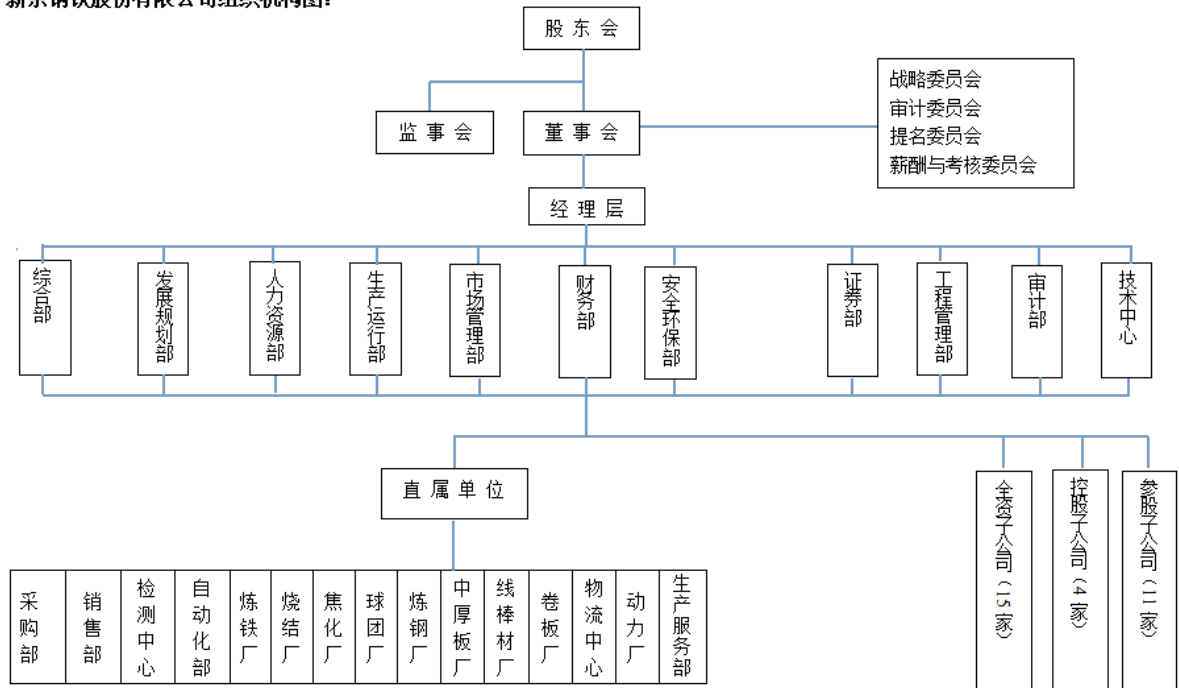 股东会
战略委员会
审计委员会
提名委员会
薪酬与考核委员会
监事会
董事会
经理层
综合部
发展规划部
人力资源部
生产运行部
市场管理部
财务部
安全环保部
证券部
工程管理部
审计部
技术中心
直属单位
全资子公司（15家）
控股子公司（4家）
参股子公司（11家）
采购部
销售部
检测中心
自动化部
炼铁厂
烧结厂
焦化厂
球团厂
炼钢厂
中厚板厂
线棒材厂
卷板厂
物流中心
动力厂
生产服务部